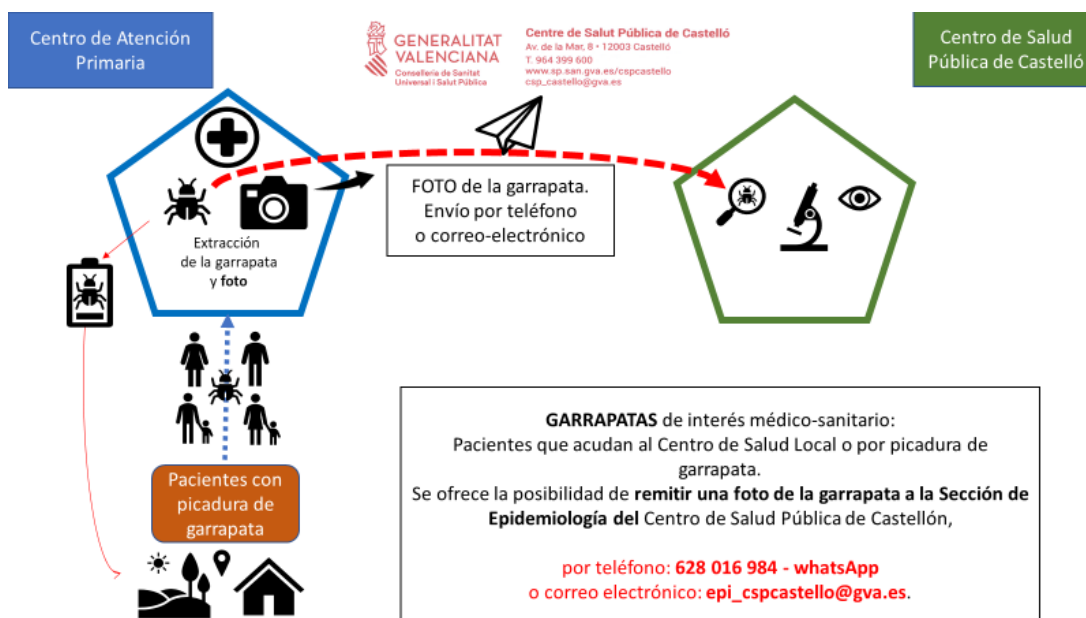 Centro de Atención
Primaria
GENERALITAT
VALENCIANA
Conselleria de Sanitat
Universal i Salut Pública
Centre de Salut Pública de Castelló
Av. de la Mar, 8 • 12003 Castelló
T. 964 399 600
www.sp.san.gva.es/cspcastello
csp_castello@gva.es
Centro de Salud
Pública de Castelló
FOTO de la garrapata.
Envío por teléfono
o correo-electrónico
Extracción
de la garrapata
y foto
Pacientes con
picadura de
garrapata
GARRAPATAS de interés médico-sanitario:
Pacientes que acudan al Centro de Salud Local o por picadura de
garrapata.
Se ofrece la posibilidad de remitir una foto de la garrapata a la Sección de
Epidemiología del Centro de Salud Pública de Castellón,
por teléfono: 628 016 984 - whatsApp
o correo electrónico: epi_cspcastello@gva.es.